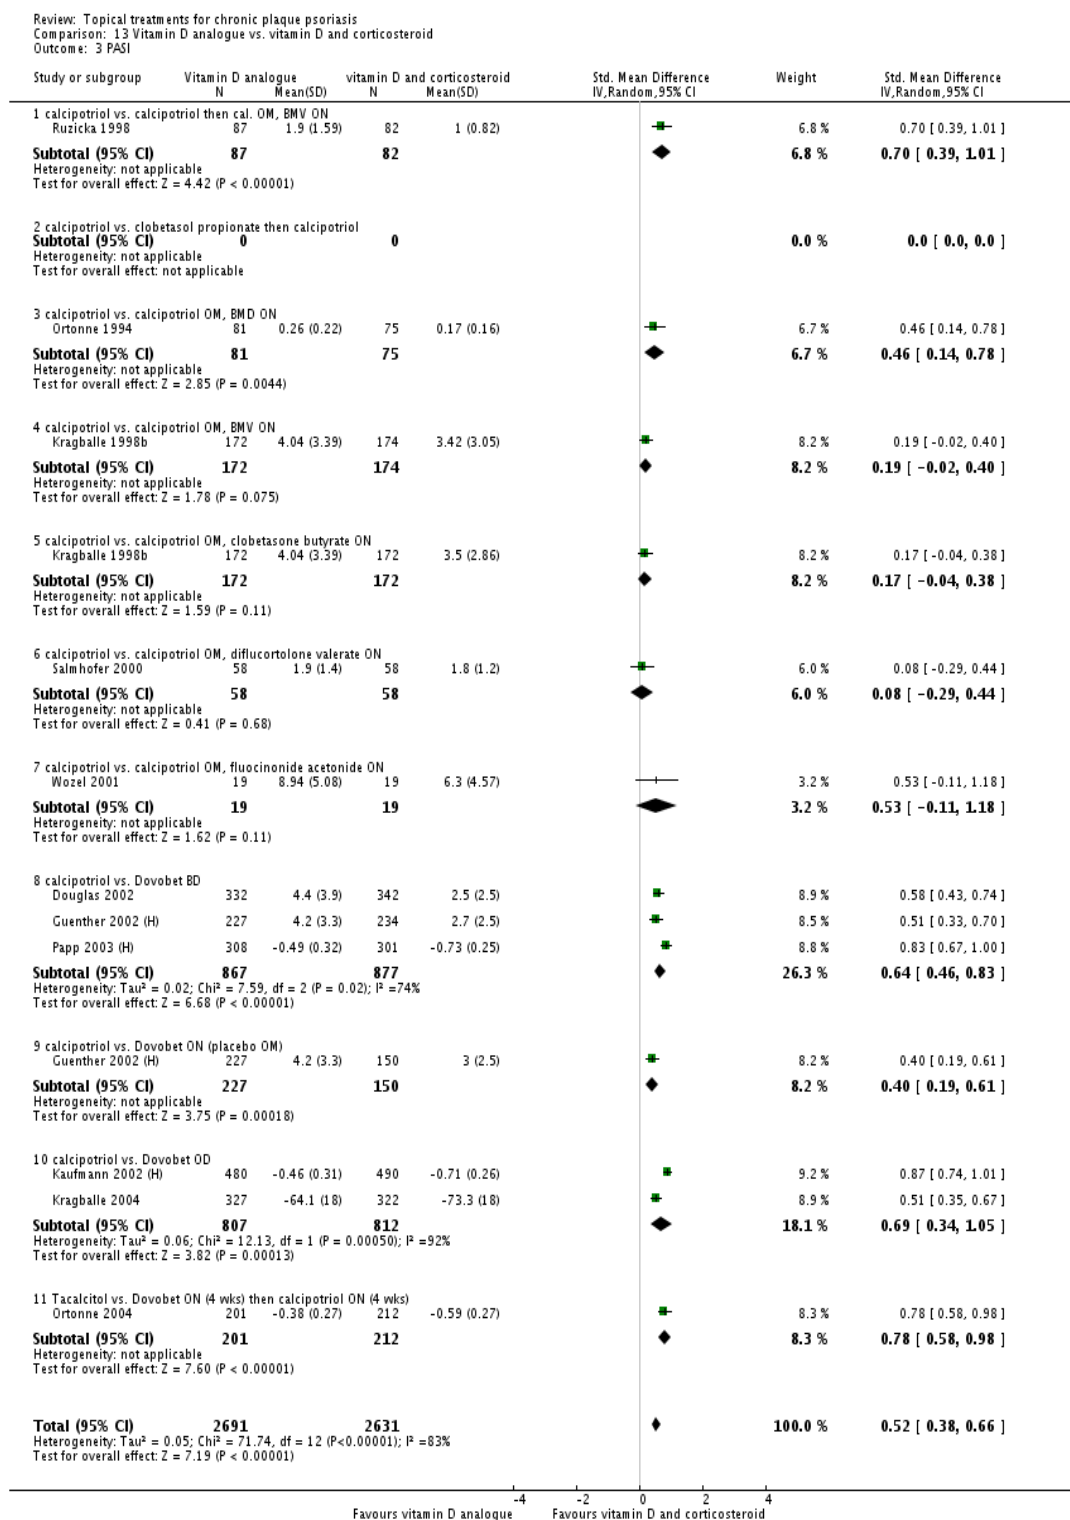 Review: Topical treatments for chronic plaque psoriasis
Comparison: 13 Vitamin D analogue vs. vitamin D and corticosteroid
Outcome: 3 PASI
Study or subgroup Vitamin D analogue vitamin D and corticosteroid Std. Mean Difference Weight Std. Mean Difference
N Mean(SD) N Mean(SD) IV,Random,95% CI IV,Random,95% CI
1 calcipotriol vs. calcipotriol then cal. OM, BMV ON
Ruzicka 1998 87 1.9 (1.59) 82 1 (0.82) 6.8 % 0.70 [ 0.39, 1.01 ]
Subtotal (95% CI) 87 82 6.8 % 0.70 [ 0.39, 1.01 ]
Heterogeneity: not applicable
Test for overall effect: Z = 4.42 (P < 0.00001)
2 calcipotriol vs. clobetasol propionate then calcipotriol
Subtotal (95% CI) 0 0 0.0 % 0.0 [ 0.0, 0.0 ]
Heterogeneity: not applicable
Test for overall effect: not applicable
3 calcipotriol vs. calcipotriol OM, BMD ON
Ortonne 1994 81 0.26 (0.22) 75 0.17 (0.16) 6.7 % 0.46 [ 0.14, 0.78 ]
Subtotal (95% CI) 81 75 6.7 % 0.46 [ 0.14, 0.78 ]
Heterogeneity: not applicable
Test for overall effect: Z = 2.85 (P = 0.0044)
4 calcipotriol vs. calcipotriol OM, BMV ON
Kragballe 1998b 172 4.04 (3.39) 174 3.42 (3.05) 8.2 % 0.19 [ -0.02, 0.40 ]
Subtotal (95% CI) 172 174 8.2 % 0.19 [ -0.02, 0.40 ]
Heterogeneity: not applicable
Test for overall effect: Z = 1.78 (P = 0.075)
5 calcipotriol vs. calcipotriol OM, clobetasone butyrate ON
Kragballe 1998b 172 4.04 (3.39) 172 3.5 (2.86) 8.2 % 0.17 [ -0.04, 0.38 ]
Subtotal (95% CI) 172 172 8.2 % 0.17 [ -0.04, 0.38 ]
Heterogeneity: not applicable
Test for overall effect: Z = 1.59 (P = 0.11)
6 calcipotriol vs. calcipotriol OM, diflucortolone valerate ON
Salmhofer 2000 58 1.9 (1.4) 58 1.8 (1.2) 6.0 % 0.08 [ -0.29, 0.44 ]
Subtotal (95% CI) 58 58 6.0 % 0.08 [ -0.29, 0.44 ]
Heterogeneity: not applicable
Test for overall effect: Z = 0.41 (P = 0.68)
7 calcipotriol vs. calcipotriol OM, fluocinonide acetonide ON
Wozel 2001 19 8.94 (5.08) 19 6.3 (4.57) 3.2 % 0.53 [ -0.11, 1.18 ]
Subtotal (95% CI) 19 19 3.2 % 0.53 [ -0.11, 1.18 ]
Heterogeneity: not applicable
Test for overall effect: Z = 1.62 (P = 0.11)
8 calcipotriol vs. Dovobet BD
Douglas 2002 332 4.4 (3.9) 342 2.5 (2.5) 8.9 % 0.58 [ 0.43, 0.74 ]
Guenther 2002 (H) 227 4.2 (3.3) 234 2.7 (2.5) 8.5 % 0.51 [ 0.33, 0.70 ]
Papp 2003 (H) 308 -0.49 (0.32) 301 -0.73 (0.25) 8.8 % 0.83 [ 0.67, 1.00 ]
Subtotal (95% CI) 867 877 26.3 % 0.64 [ 0.46, 0.83 ]
Heterogeneity: Tau² = 0.02; Chi² = 7.59, df = 2 (P = 0.02); I² =74%
Test for overall effect: Z = 6.68 (P < 0.00001)
9 calcipotriol vs. Dovobet ON (placebo OM)
Guenther 2002 (H) 227 4.2 (3.3) 150 3 (2.5) 8.2 % 0.40 [ 0.19, 0.61 ]
Subtotal (95% CI) 227 150 8.2 % 0.40 [ 0.19, 0.61 ]
Heterogeneity: not applicable
Test for overall effect: Z = 3.75 (P = 0.00018)
10 calcipotriol vs. Dovobet OD
Kaufmann 2002 (H) 480 -0.46 (0.31) 490 -0.71 (0.26) 9.2 % 0.87 [ 0.74, 1.01 ]
Kragballe 2004 327 -64.1 (18) 322 -73.3 (18) 8.9 % 0.51 [ 0.35, 0.67 ]
Subtotal (95% CI) 807 812 18.1 % 0.69 [ 0.34, 1.05 ]
Heterogeneity: Tau² = 0.06; Chi² = 12.13, df = 1 (P = 0.00050); I² =92%
Test for overall effect: Z = 3.82 (P = 0.00013)
11 Tacalcitol vs. Dovobet ON (4 wks) then calcipotriol ON (4 wks)
Ortonne 2004 201 -0.38 (0.27) 212 -0.59 (0.27) 8.3 % 0.78 [ 0.58, 0.98 ]
Subtotal (95% CI) 201 212 8.3 % 0.78 [ 0.58, 0.98 ]
Heterogeneity: not applicable
Test for overall effect: Z = 7.60 (P < 0.00001)
Total (95% CI) 2691 2631 100.0 % 0.52 [ 0.38, 0.66 ]
Heterogeneity: Tau² = 0.05; Chi² = 71.74, df = 12 (P<0.00001); I² =83%
Test for overall effect: Z = 7.19 (P < 0.00001)
-4 -2 0 2 4
Favours vitamin D analogue Favours vitamin D and corticosteroid